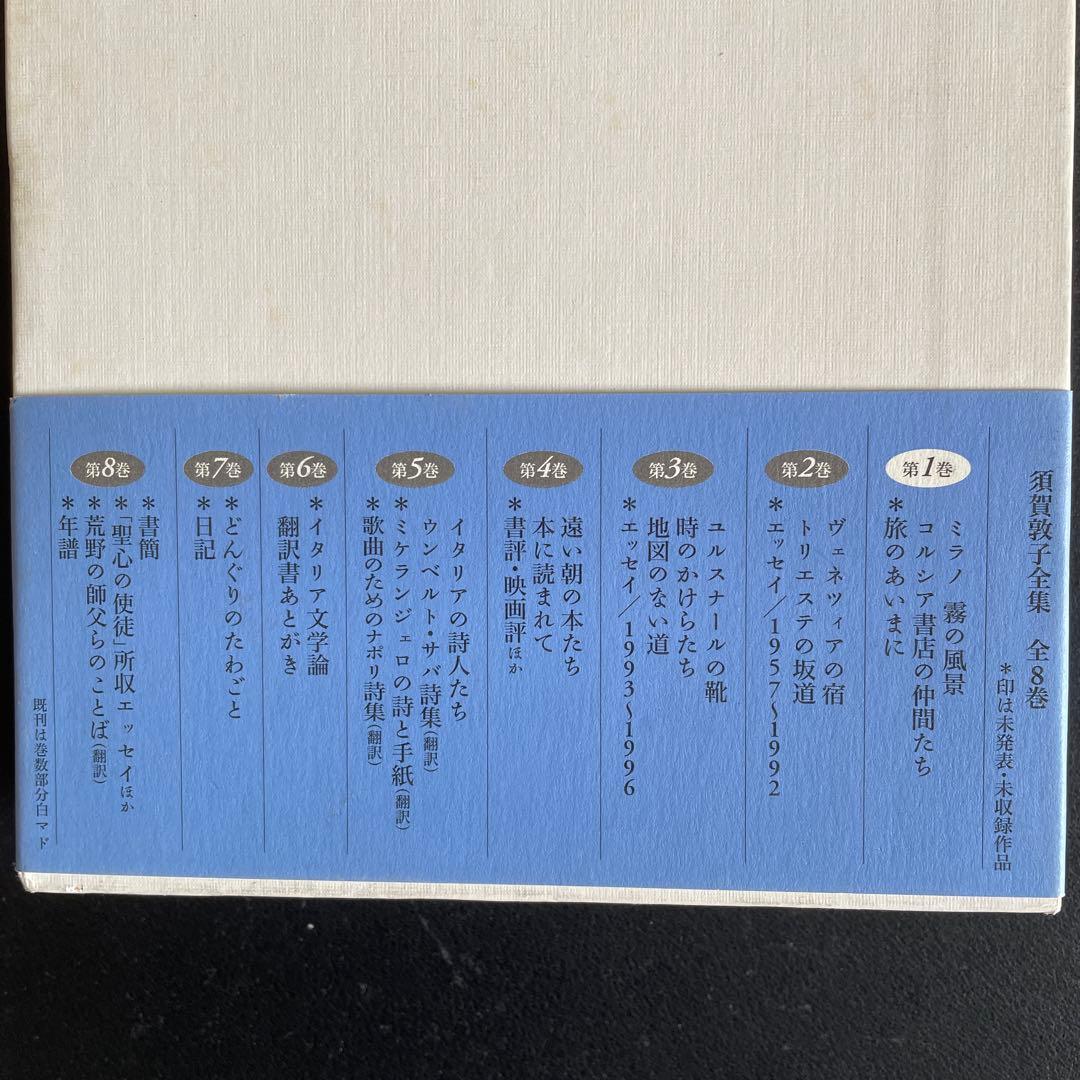 須賀敦子全集　全8巻
＊印は未発表・未収録作品
第1巻
ミラノ　霧の風景
コルシア書店の仲間たち
＊旅のあいまに
第2巻
ヴェネツィアの宿
トリエステの坂道
＊エッセイ／1957〜1992
第3巻
ユルスナールの靴
時のかけらたち
地図のない道
＊エッセイ／1993〜1996
第4巻
遠い朝の本たち
本に読まれて
＊書評・映画評ほか
第5巻
イタリアの詩人たち
ウンベルト・サバ詩集(翻訳)
＊ミケランジェロの詩と手紙(翻訳)
＊歌曲のためのナポリ詩集(翻訳)
第6巻
＊イタリア文学論
翻訳書あとがき
第7巻
＊どんぐりのたわごと
＊日記
第8巻
＊書簡
＊「聖心の使徒」所収エッセイほか
＊荒野の師父らのことば(翻訳)
＊年譜
既刊は巻数部分白マド